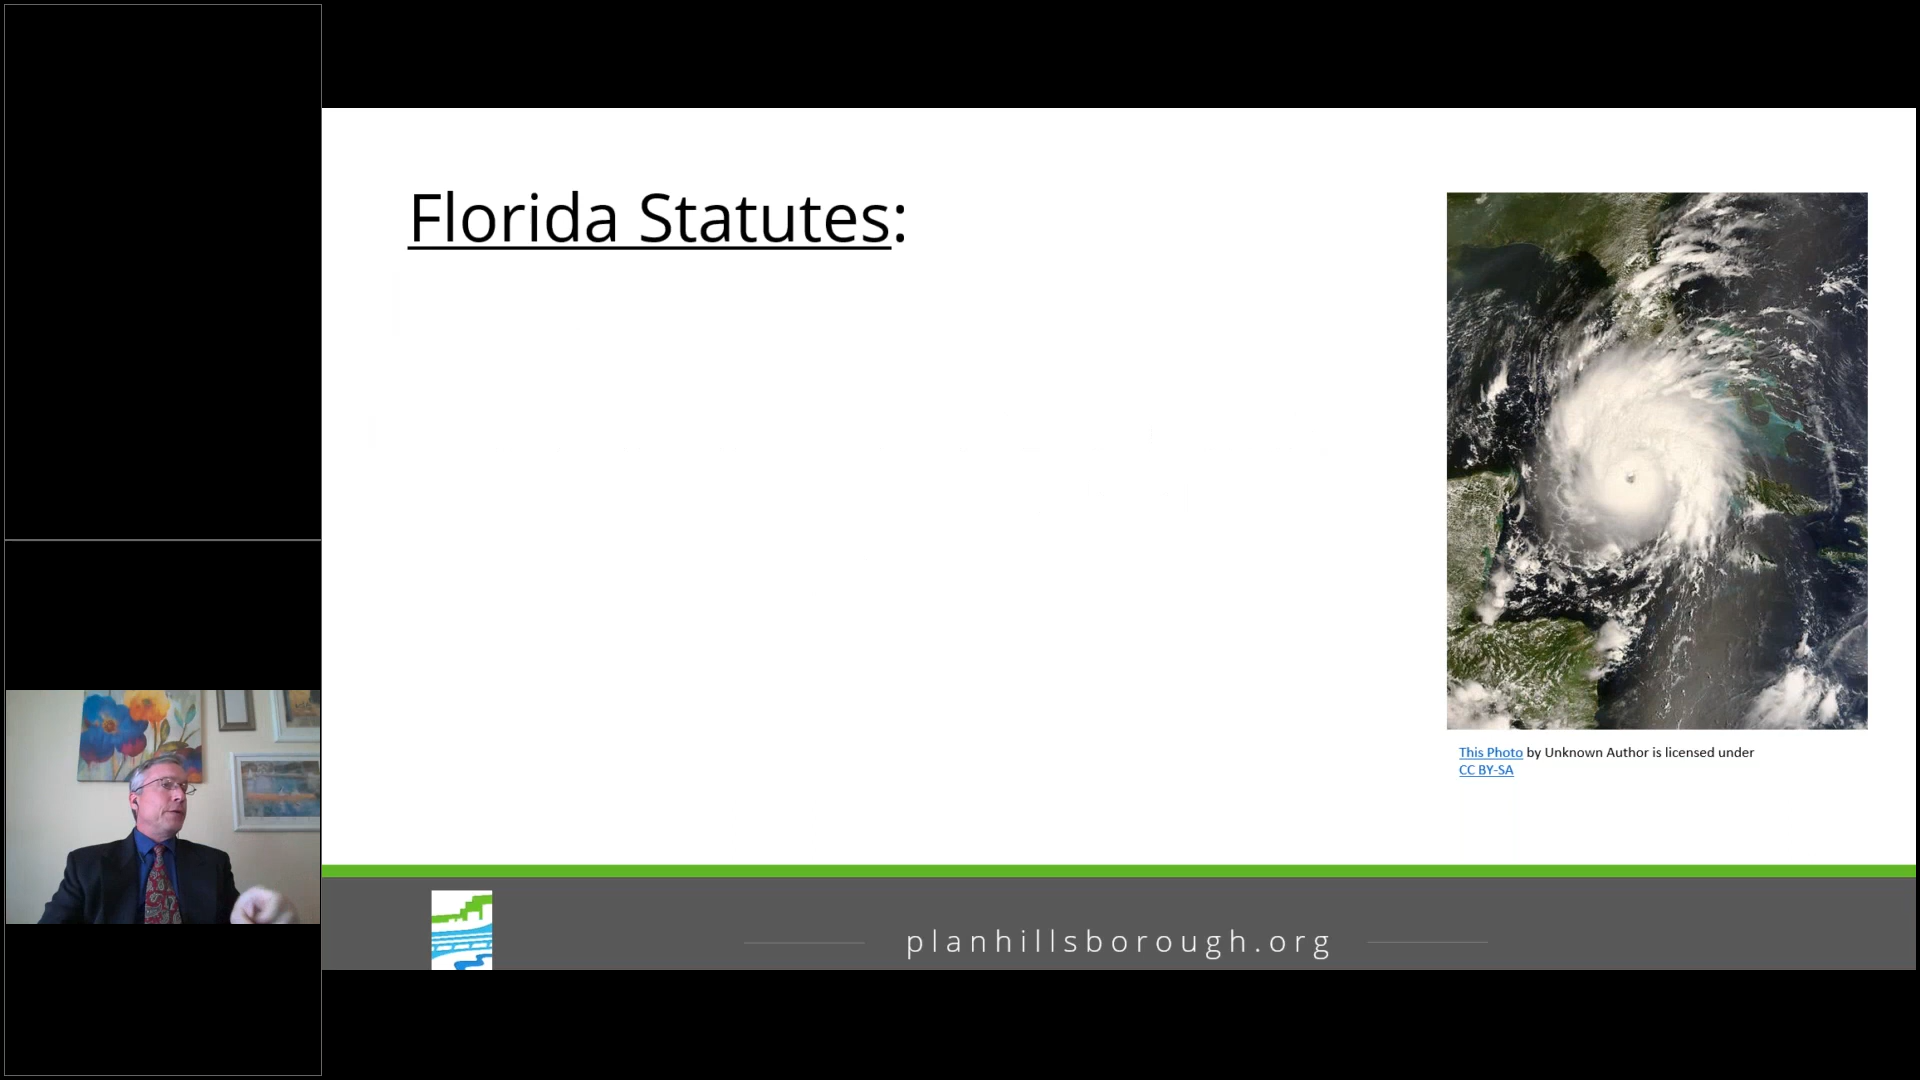 Florida Statutes:
This Photo by Unknown Author is licensed under
CC BY-SA
planhillsborough.org